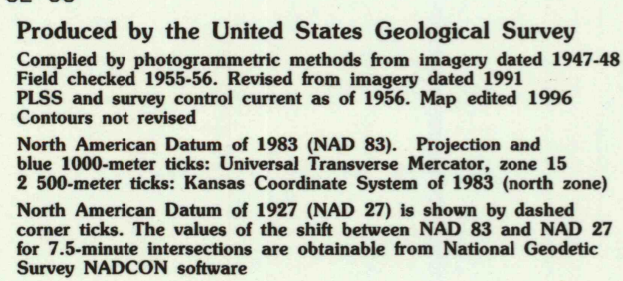 Produced by the United States Geological Survey
Complied by photogrammetric methods from imagery dated 1947-48
Field checked 1955-56. Revised from imagery dated 1991
PLSS and survey control current as of 1956. Map edited 1996
Contours not revised
North American Datum of 1983 (NAD 83). Projection and
blue 1000-meter ticks: Universal Transverse Mercator, zone 15
2 500-meter ticks: Kansas Coordinate System of 1983 (north zone)
North American Datum of 1927 (NAD 27) is shown by dashed
corner ticks. The values of the shift between NAD 83 and NAD 27
for 7.5-minute intersections are obtainable from National Geodetic
Survey NADCON software